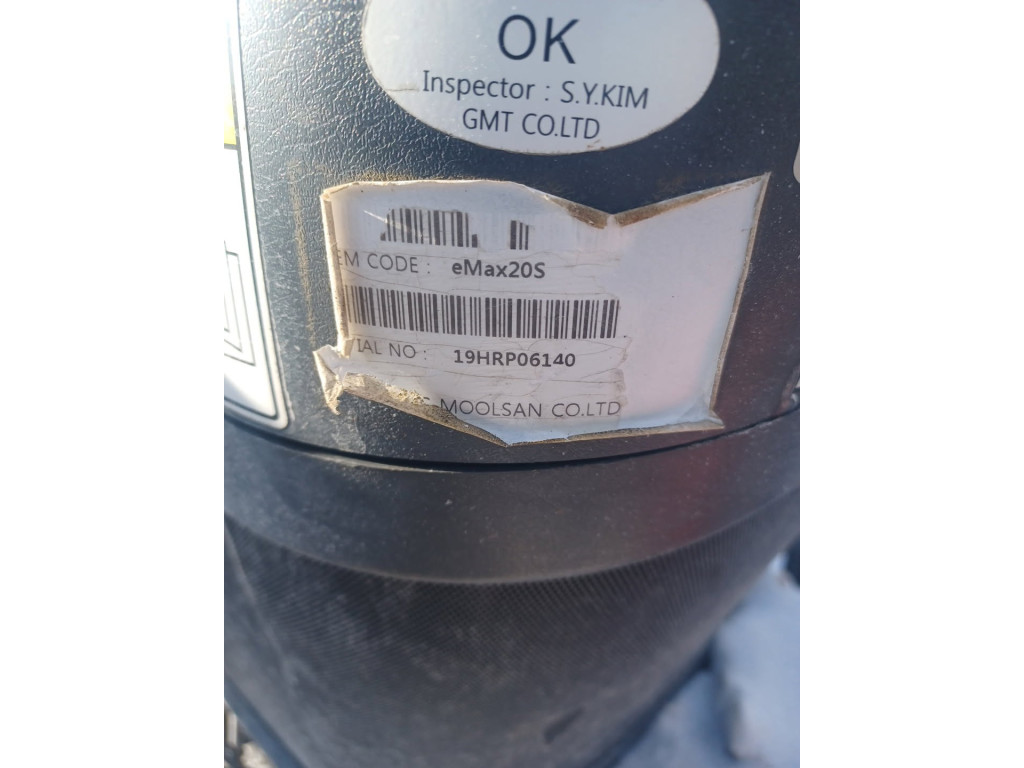 OK
Inspector : S.Y.KIM
GMT CO.LTD
EM CODE : eMax20S
IAL NO : 19HRP06140
MOOLSAN CO.LTD